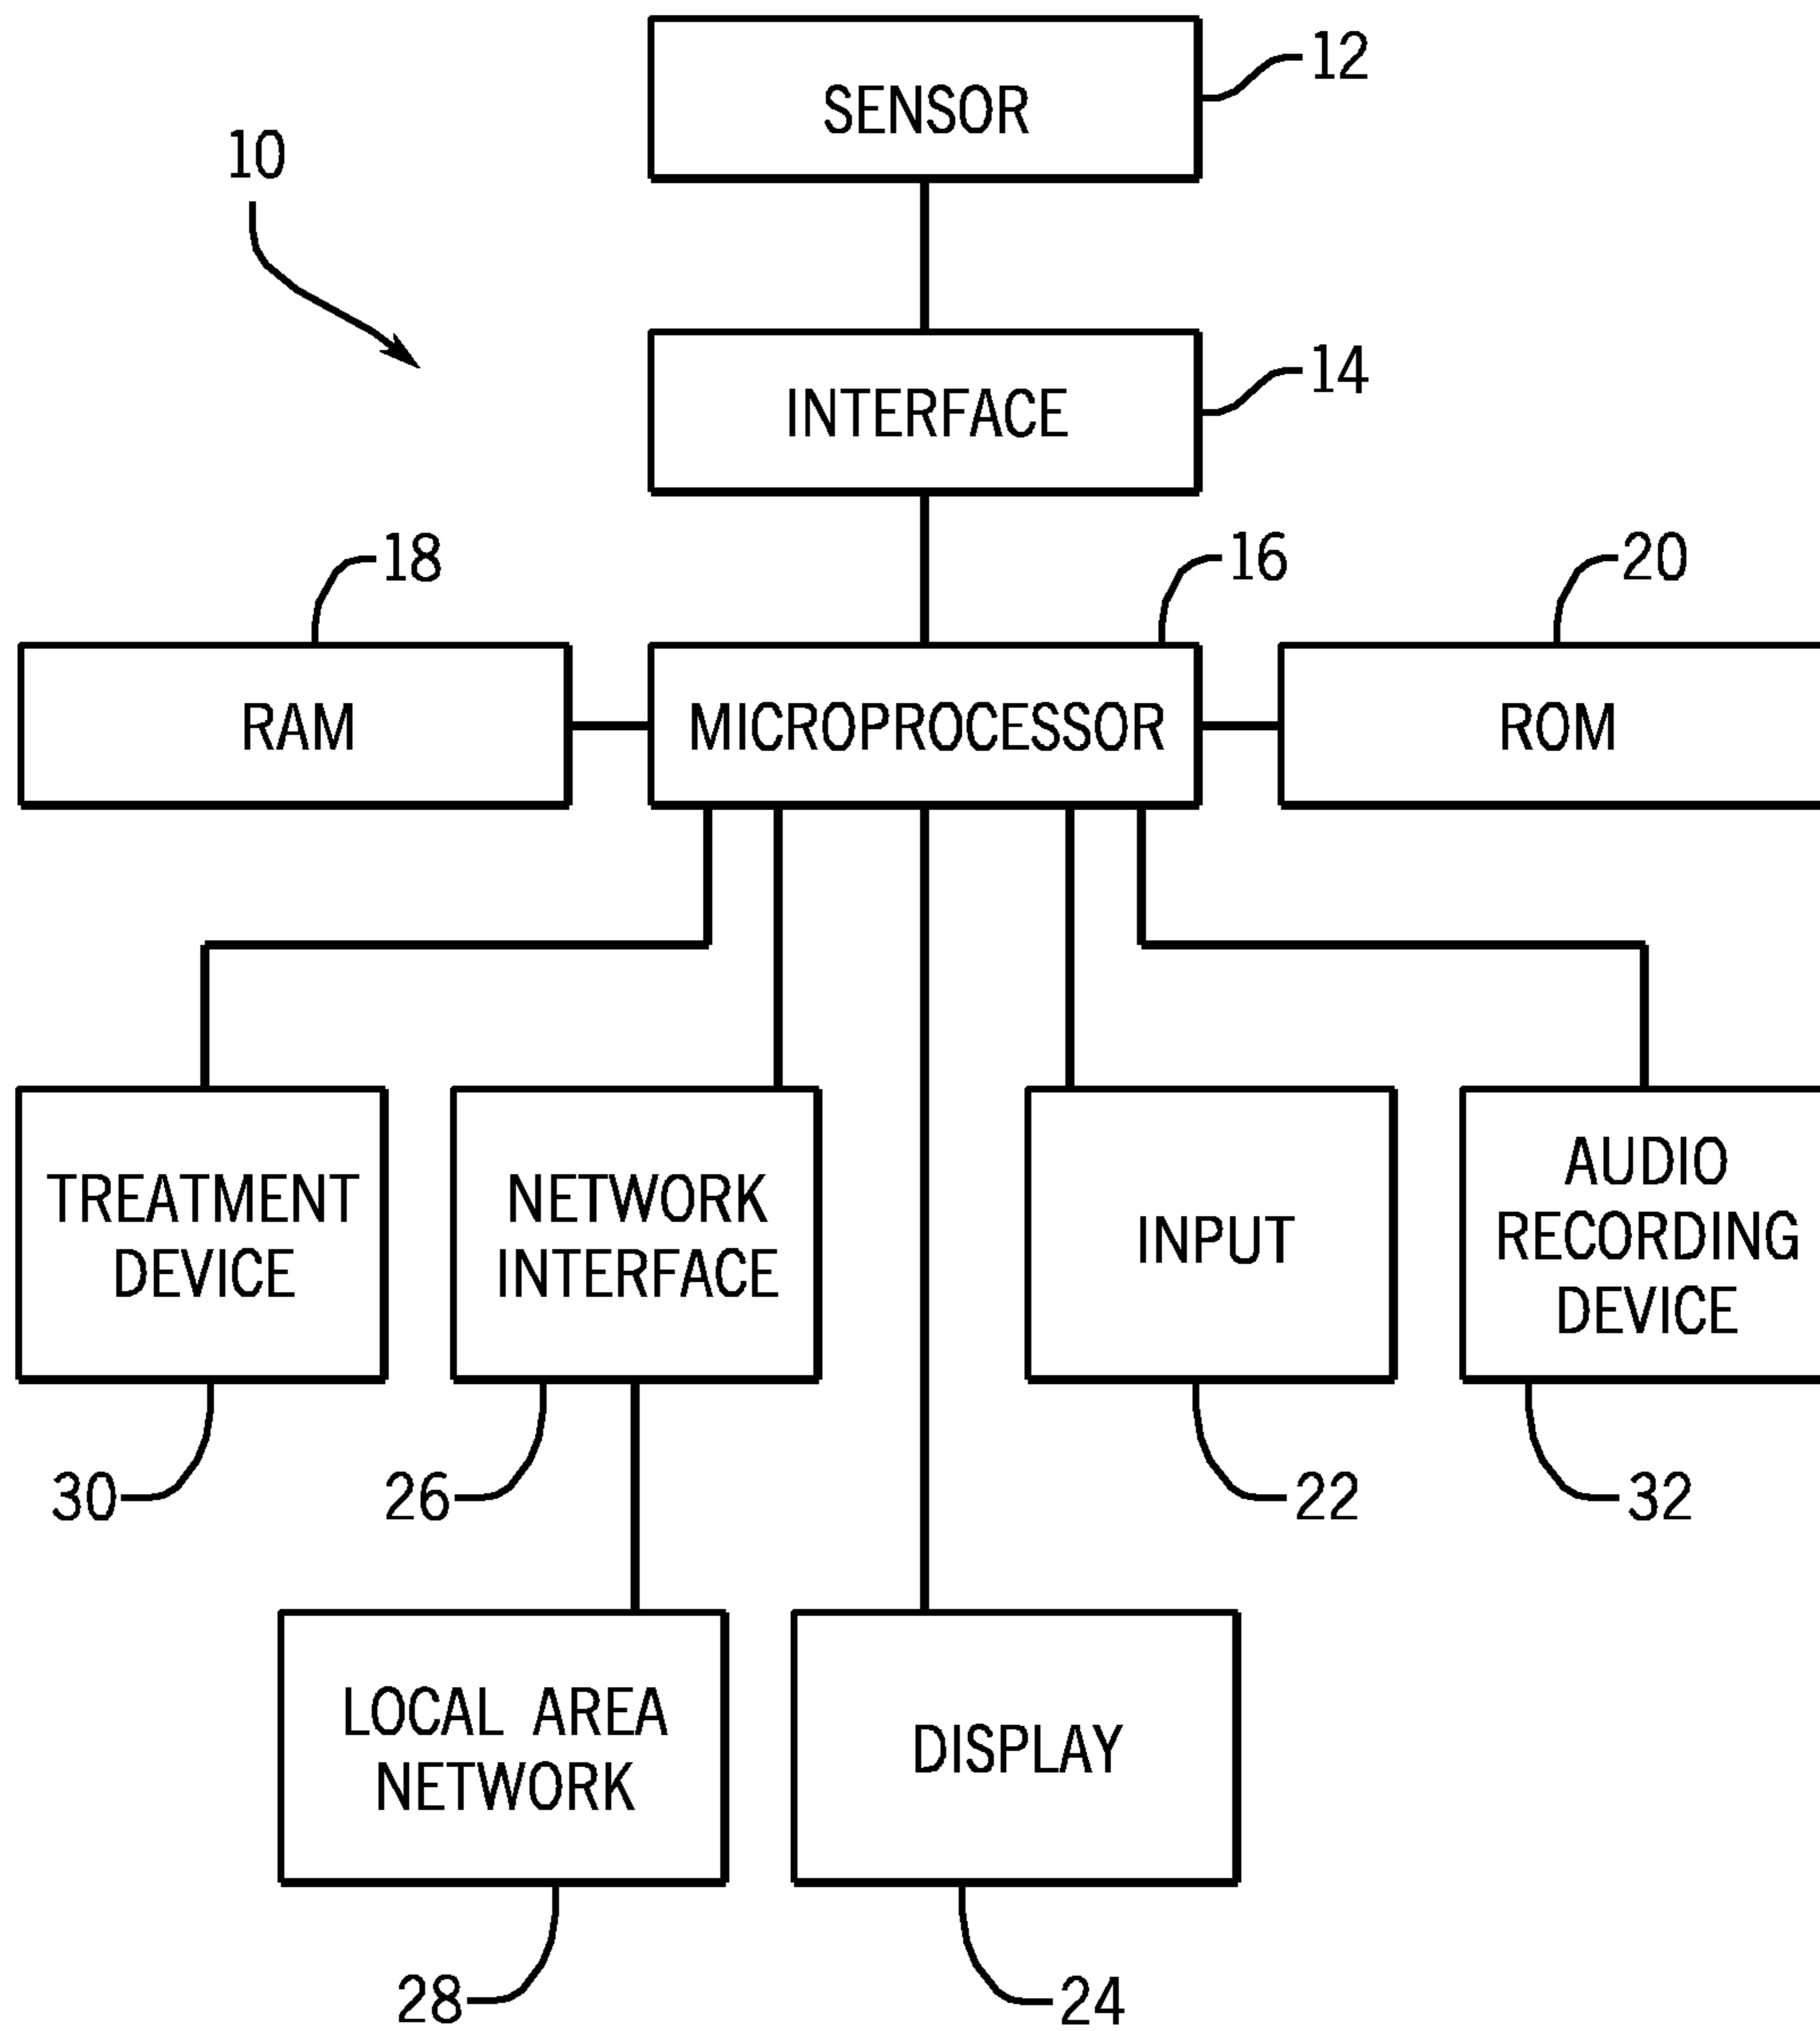 SENSOR
12
10
INTERFACE
14
18
16
20
RAM
MICROPROCESSOR
ROM
TREATMENT
DEVICE
NETWORK
INTERFACE
INPUT
AUDIO
RECORDING
DEVICE
30
26
22
32
LOCAL AREA
NETWORK
DISPLAY
28
24